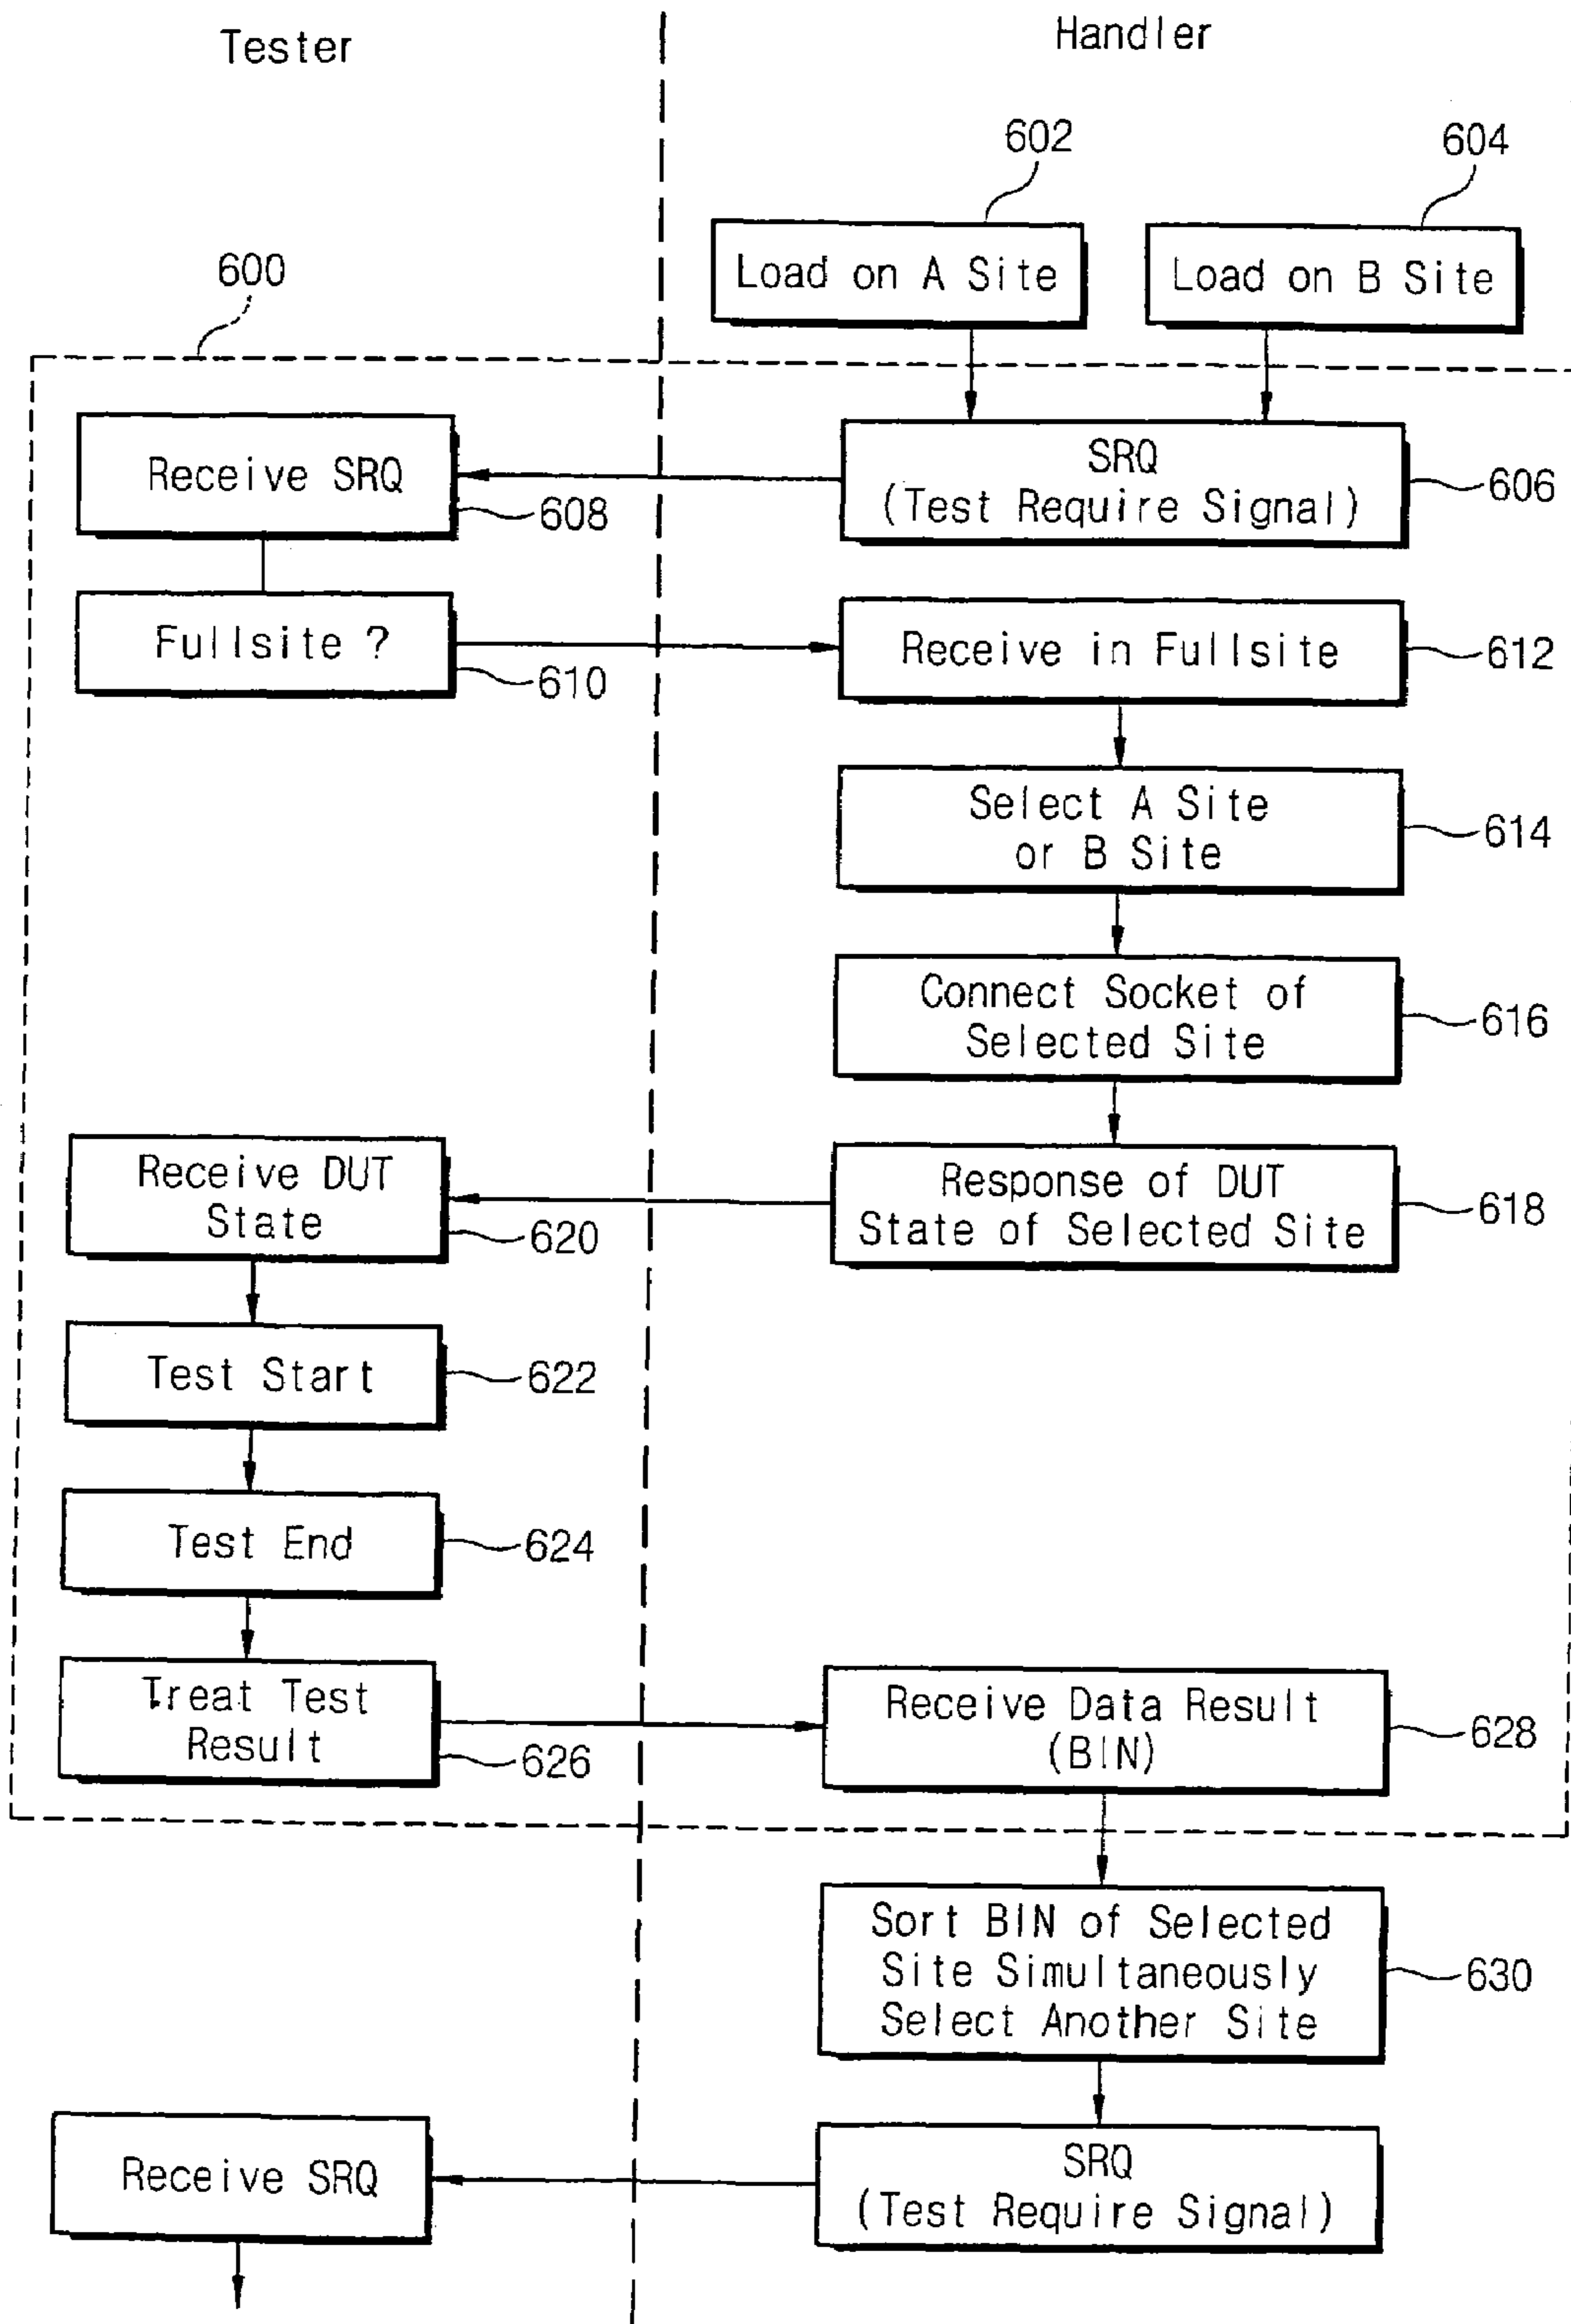 Tester
Handler
602
604
Load on A Site
Load on B Site
600
Receive SRQ
608
SRQ
(Test Require Signal)
606
Fullsite ?
610
Receive in Fullsite
612
Select A Site
or B Site
614
Connect Socket of
Selected Site
616
Receive DUT
State
620
Response of DUT
State of Selected Site
618
Test Start
622
Test End
624
Treat Test
Result
626
Receive Data Result
(BIN)
628
Sort BIN of Selected
Site Simultaneously
Select Another Site
630
Receive SRQ
SRQ
(Test Require Signal)